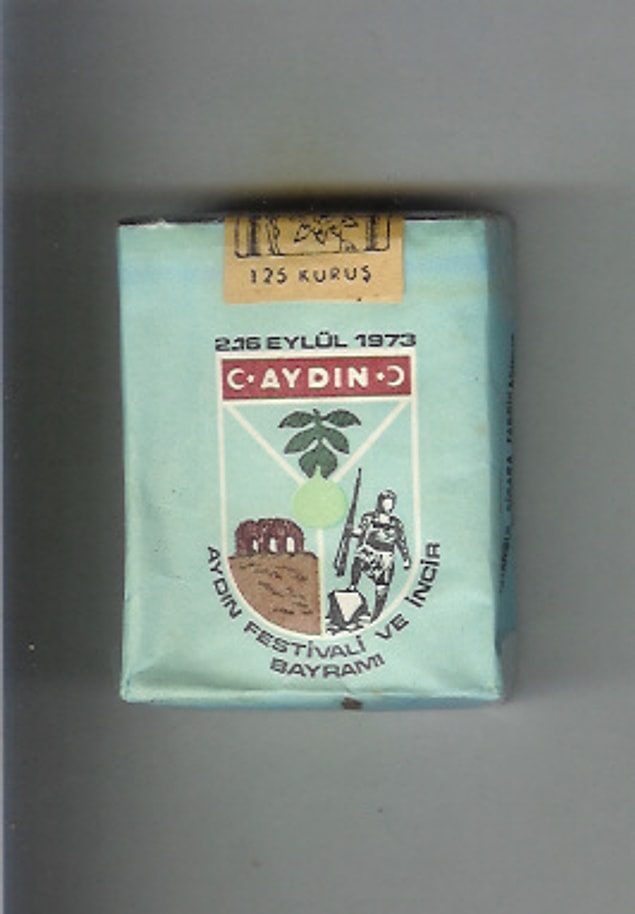 125 KURUŞ
2.16 EYLÜL 1973
AYDIN
AYDIN FESTİVALİ VE İNCİR
BAYRAMI